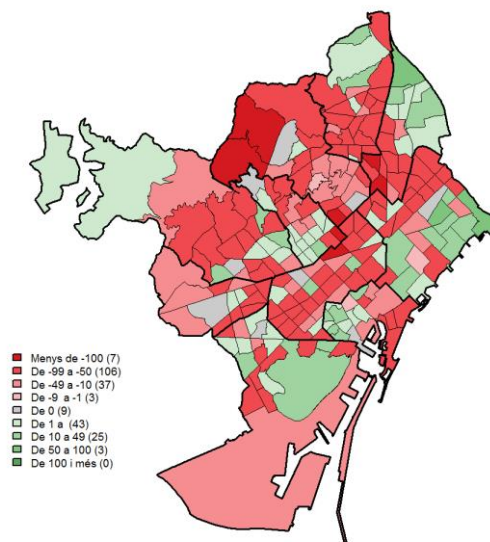 Menys de -100 (7)
De -99 a -50 (106)
De -49 a -10 (37)
De -9 a -1 (3)
De 0 (9)
De 1 a (43)
De 10 a 49 (25)
De 50 a 100 (3)
De 100 i més (0)